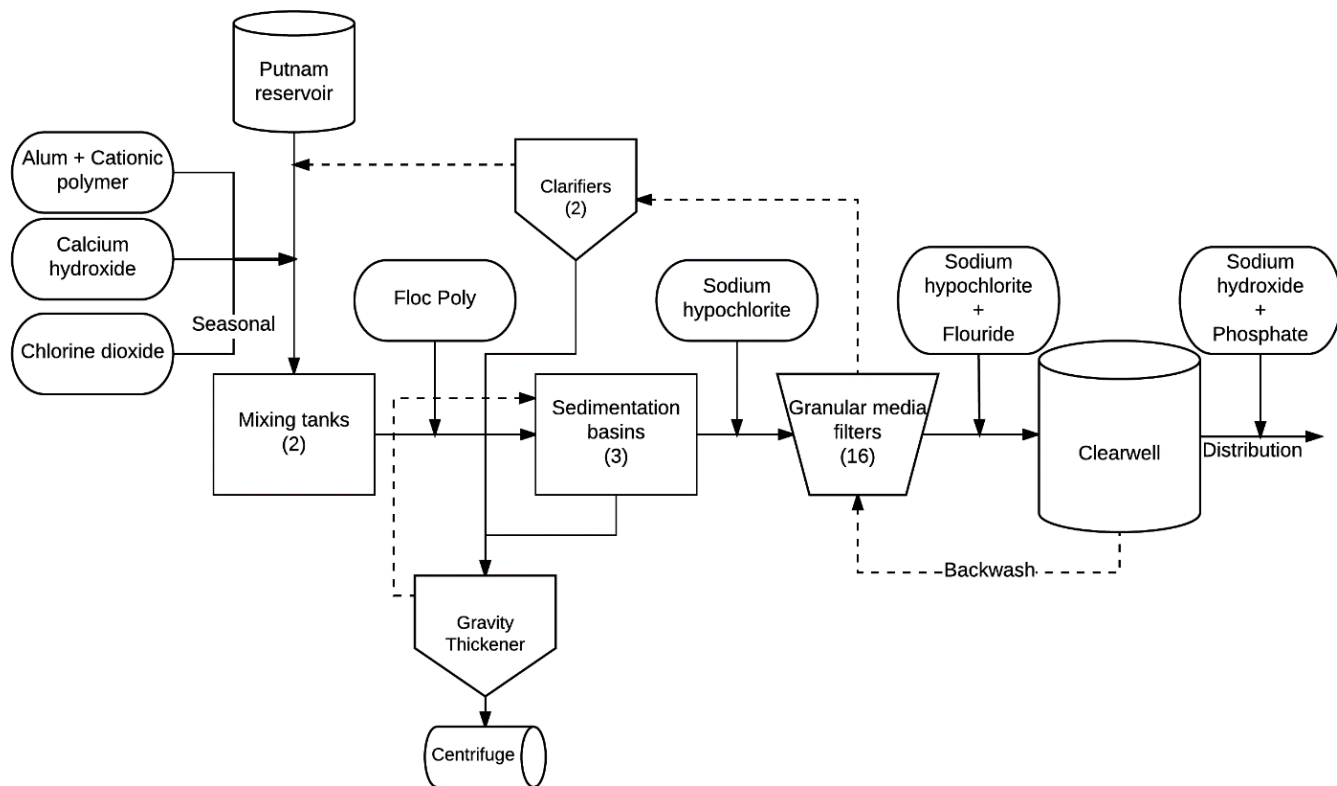 Putnam
reservoir
Alum + Cationic
polymer
Calcium
hydroxide
Chlorine dioxide
Seasonal
Clarifiers
(2)
Floc Poly
Sodium
hypochlorite
Sodium
hypochlorite
+
Flouride
Sodium
hydroxide
+
Phosphate
Mixing tanks
(2)
Sedimentation
basins
(3)
Granular media
filters
(16)
Clearwell
Distribution
Backwash
Gravity
Thickener
Centrifuge